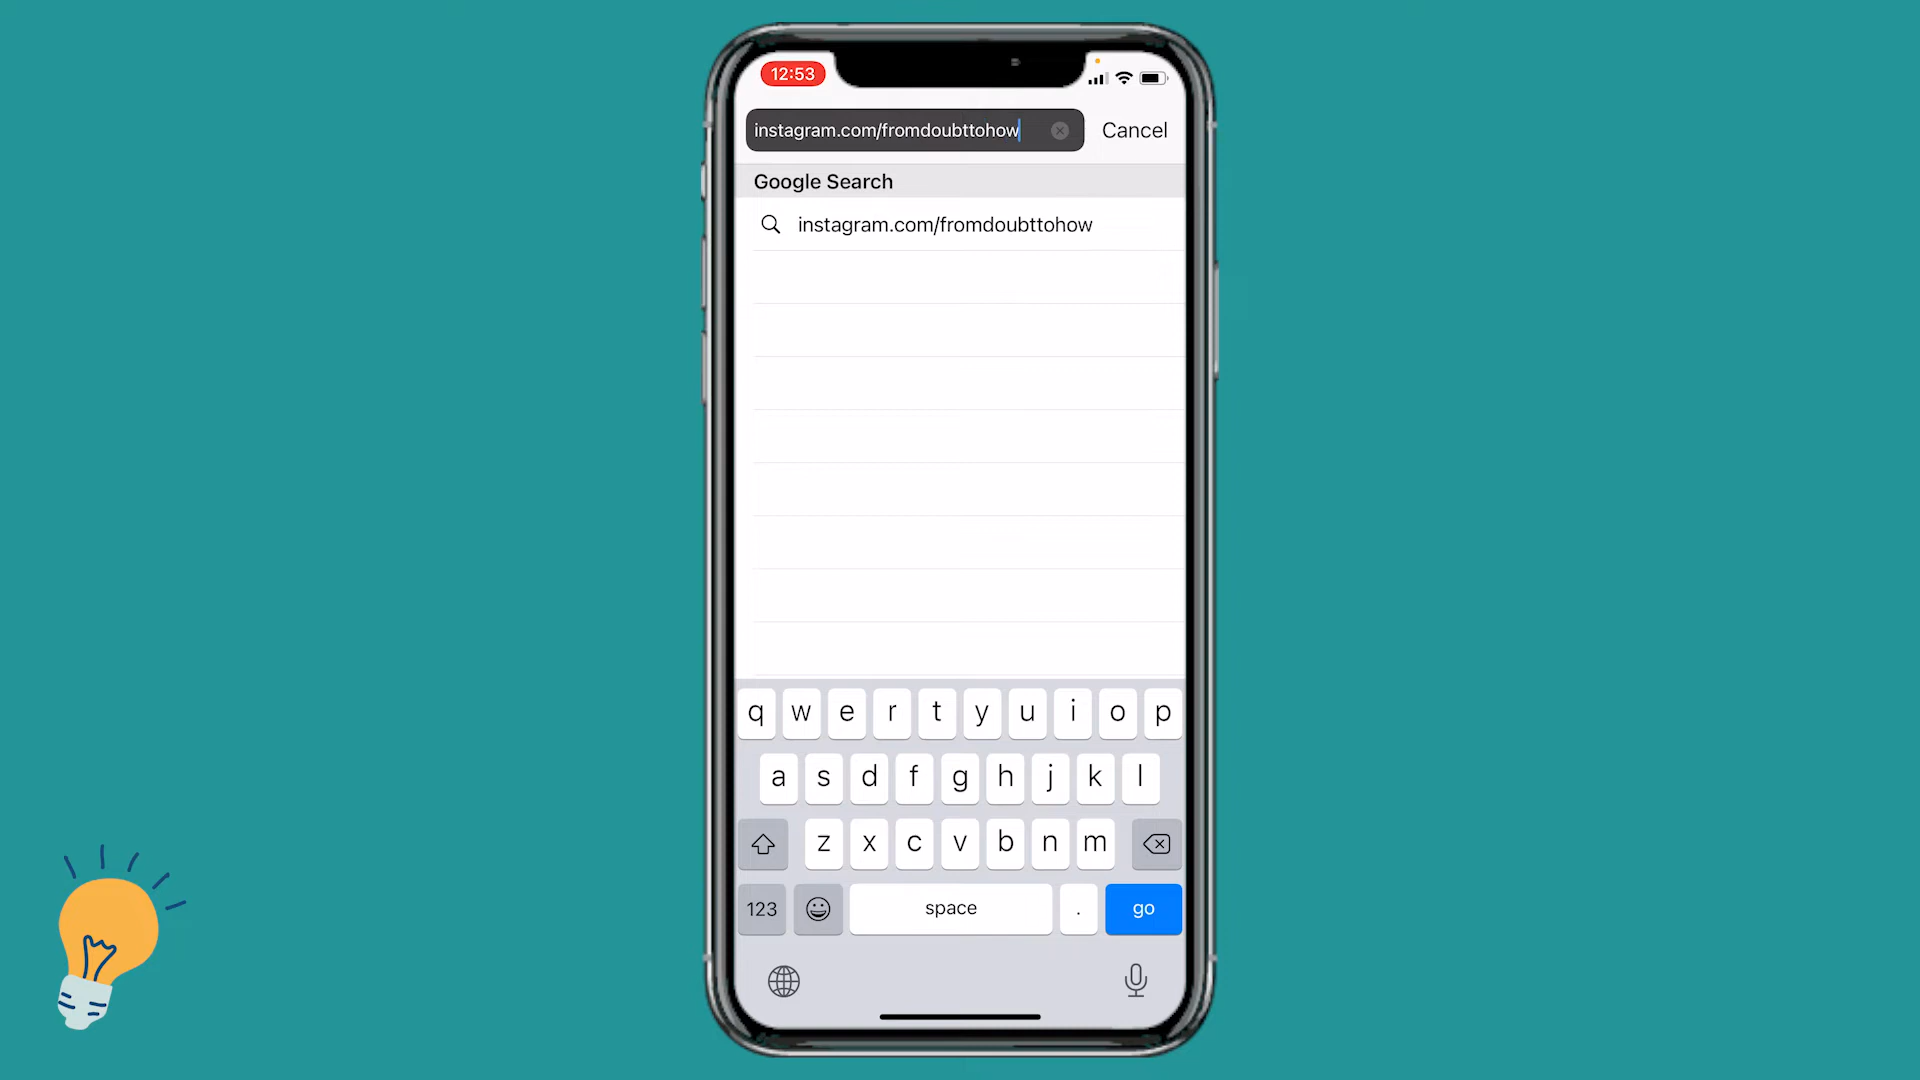 12:53
instagram.com/fromdoubttohow
Cancel
Google Search
instagram.com/fromdoubttohow
q w e r t y u i o p
a s d f g h j k l
z x c v b n m
123 space . go